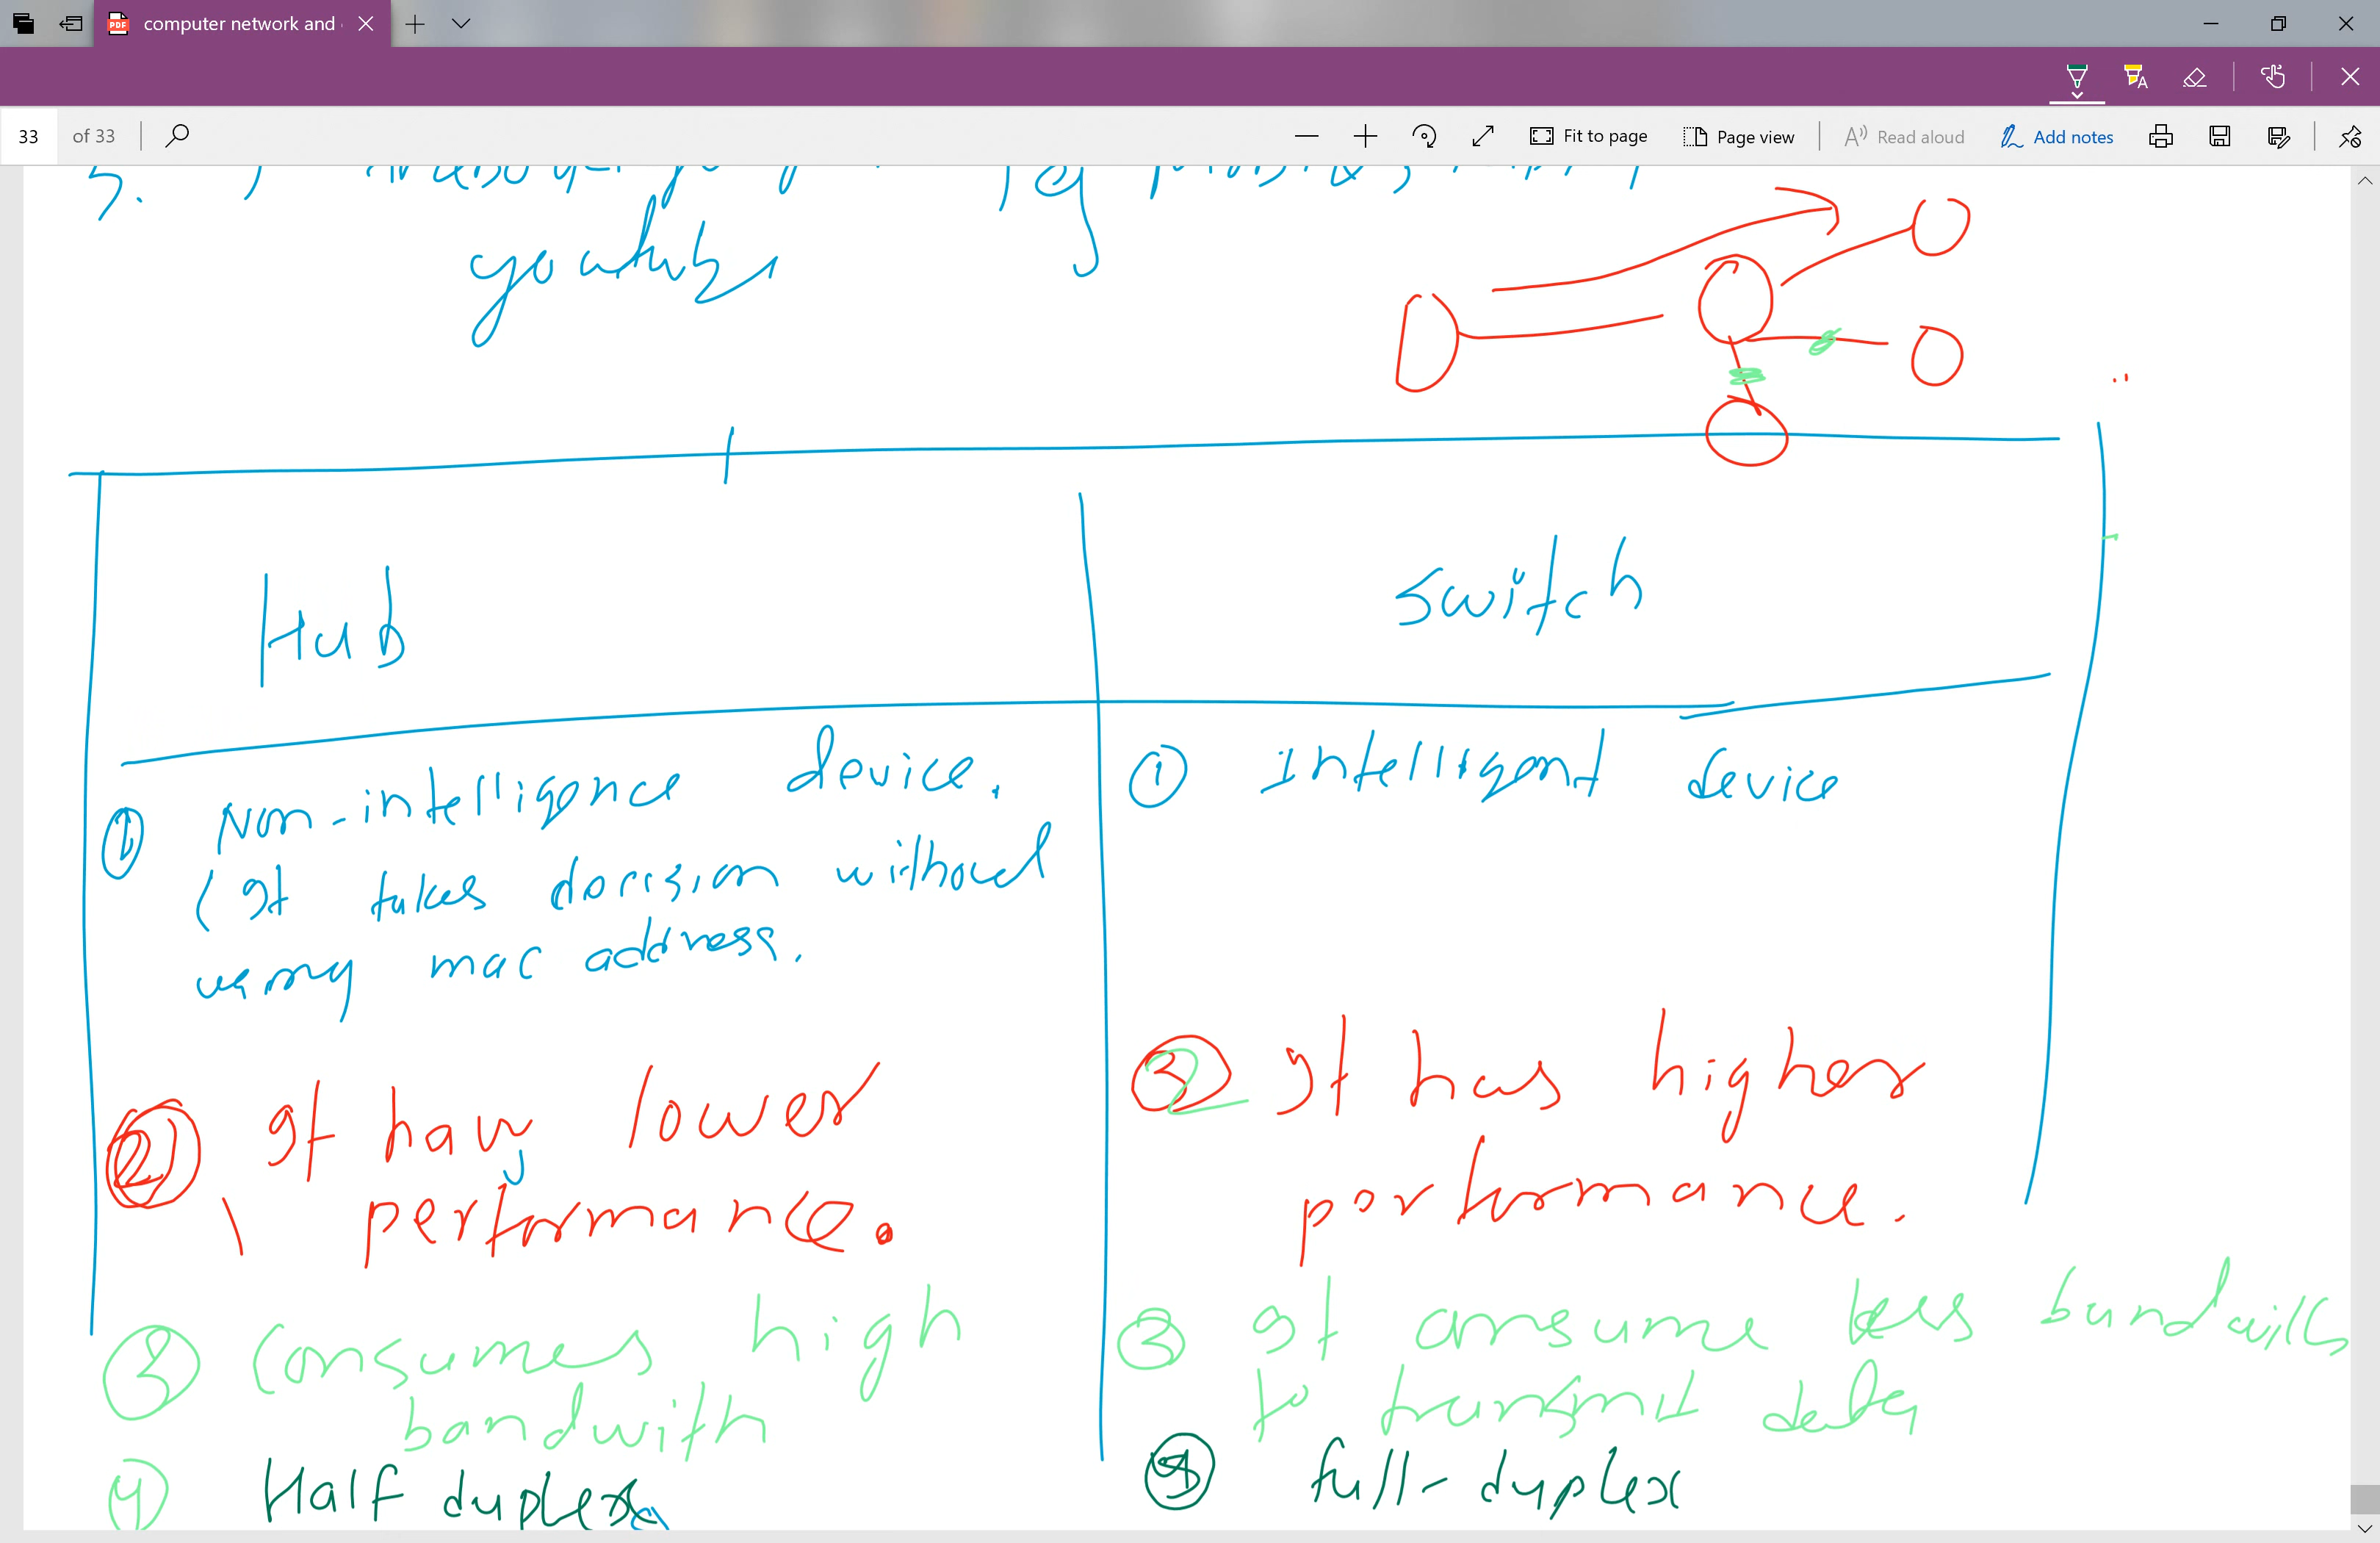 computer network and
33 of 33
Fit to page
Page view
Read aloud
Add notes
5.
Hub
Switch
① Non-intelligence device.
(It takes decision without
using mac address.
① intelligent device
② It have lower
performance.
② It has higher
performance.
③ consumes high
bandwith
③ It consume less
to transmit data
④ Half duplex
④ full-duplex